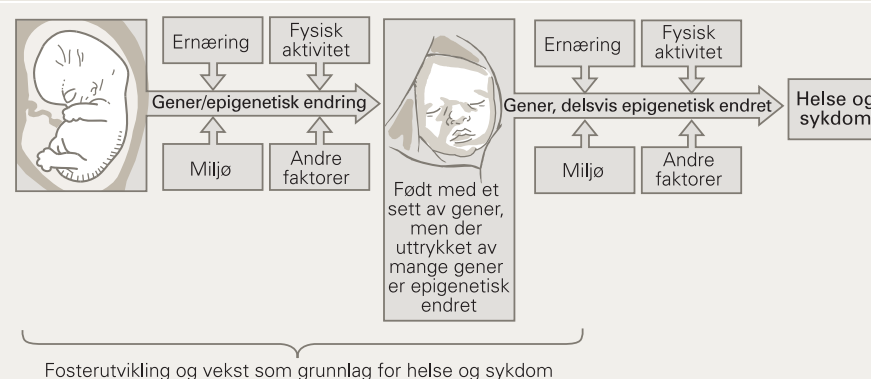 Ernæring
Fysisk
aktivitet
Gener/epigenetisk endring
Miljø
Andre
faktorer
Født med et
sett av gener,
men der
uttrykket av
mange gener
er epigenetisk
endret
Ernæring
Fysisk
aktivitet
Gener, delsvis epigenetisk endret
Miljø
Andre
faktorer
Helse og
sykdom
Fosterutvikling og vekst som grunnlag for helse og sykdom